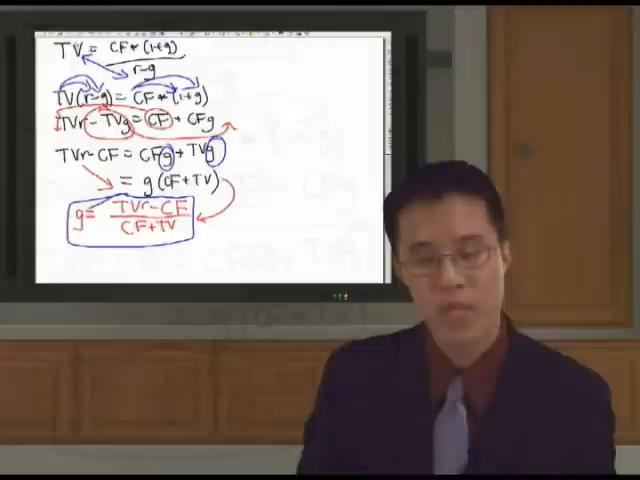 TV = CF * (1+g)
r-g
TV(r-g) = CF * (1+g)
TVr - TVg = CF + CFg
TVr - CF = CFg + TVg
= g(CF + TV)
g = TVr - CF
CF + TV